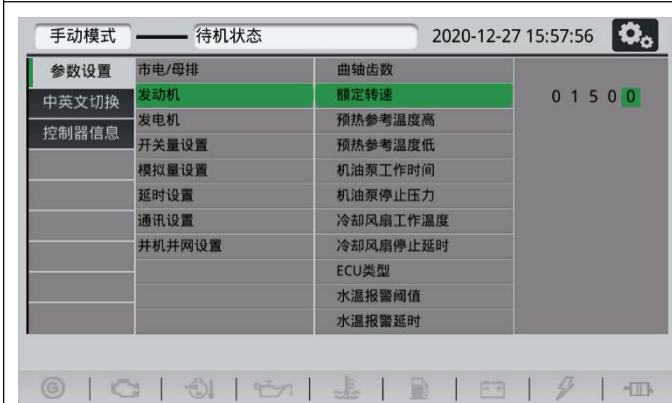 手动模式 待机状态 2020-12-27 15:57:56
参数设置 市电/母排 曲轴齿数
中英文切换 发动机 额定转速 0 1 5 0 0
控制器信息 发电机 预热参考温度高
开关量设置 预热参考温度低
模拟量设置 机油泵工作时间
延时设置 机油泵停止压力
通讯设置 冷却风扇工作温度
并机并网设置 冷却风扇停止延时
ECU类型
水温报警阈值
水温报警延时
G